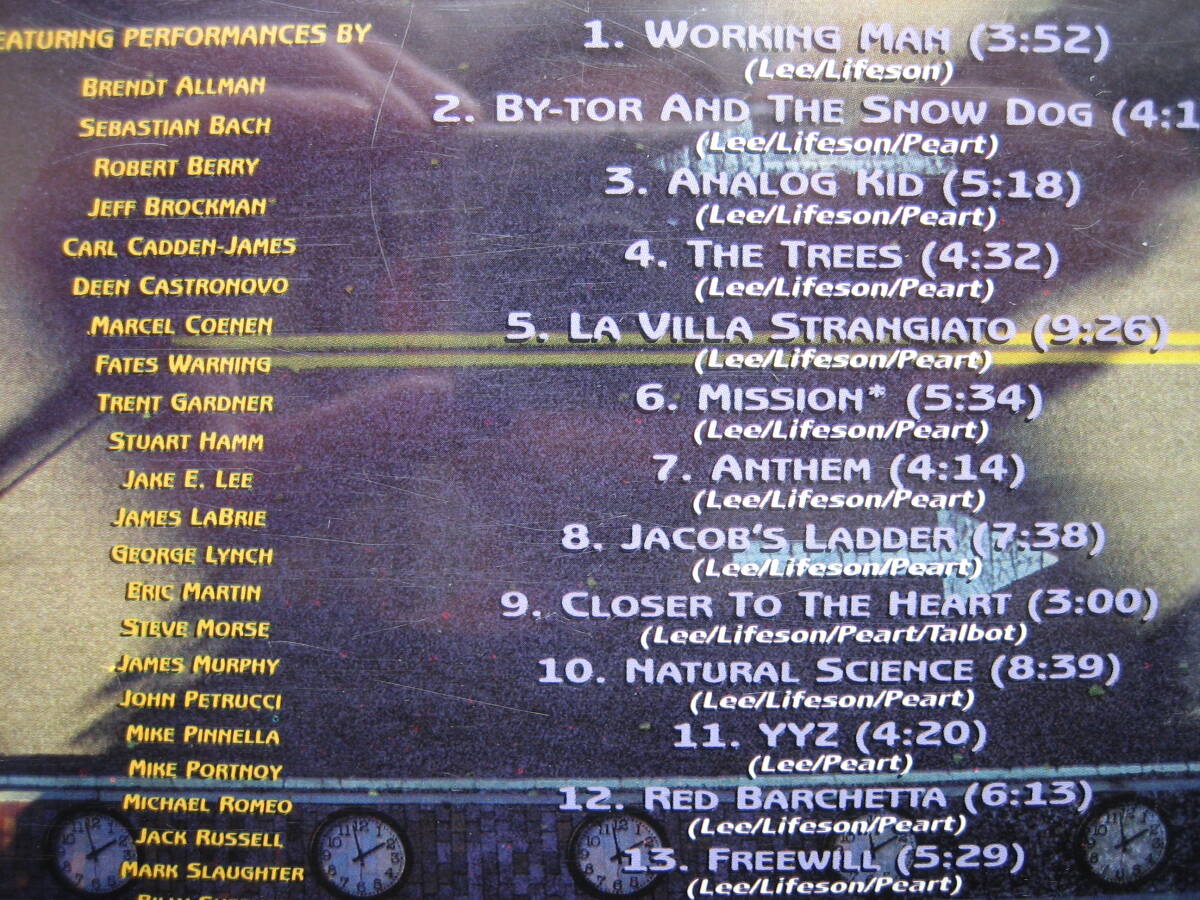 FEATURING PERFORMANCES BY
BRENDT ALLMAN
SEBASTIAN BACH
ROBERT BERRY
JEFF BROCKMAN
CARL CADDEN-JAMES
DEEN CASTRONOVO
MARCEL COENEN
FATES WARNING
TRENT GARDNER
STUART HAMM
JAKE E. LEE
JAMES LABRIE
GEORGE LYNCH
ERIC MARTIN
STEVE MORSE
JAMES MURPHY
JOHN PETRUCCI
MIKE PINNELLA
MIKE PORTNOY
MICHAEL ROMEO
JACK RUSSELL
MARK SLAUGHTER
1. WORKING MAN (3:52)
(Lee/Lifeson)
2. BY-TOR AND THE SNOW DOG (4:1
(Lee/Lifeson/Peart)
3. ANALOG KID (5:18)
(Lee/Lifeson/Peart)
4. THE TREES (4:32)
(Lee/Lifeson/Peart)
5. LA VILLA STRANGIATO (9:26)
(Lee/Lifeson/Peart)
6. MISSION* (5:34)
(Lee/Lifeson/Peart)
7. ANTHEM (4:14)
(Lee/Lifeson/Peart)
8. JACOB'S LADDER (7:38)
(Lee/Lifeson/Peart)
9. CLOSER TO THE HEART (3:00)
(Lee/Lifeson/Peart/Talbot)
10. NATURAL SCIENCE (8:39)
(Lee/Lifeson/Peart)
11. YYZ (4:20)
(Lee/Peart)
12. RED BARCHETTA (6:13)
(Lee/Lifeson/Peart)
13. FREEWILL (5:29)
(Lee/Lifeson/Peart)